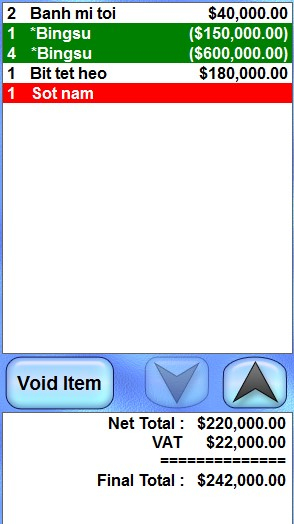 2 Banh mi toi $40,000.00
1 *Bingsu ($150,000.00)
4 *Bingsu ($600,000.00)
1 Bit tet heo $180,000.00
1 Sot nam
Void Item
Net Total : $220,000.00
VAT $22,000.00
==============
Final Total : $242,000.00